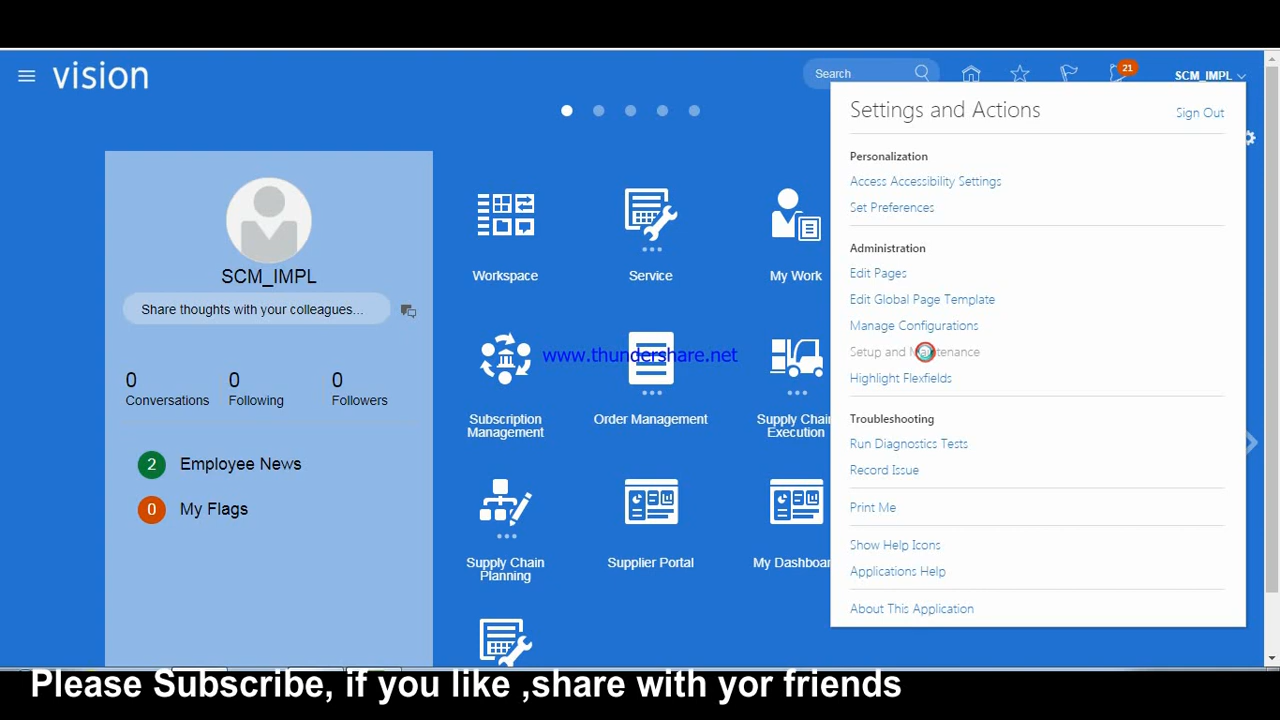 vision
Search
21
SCM_IMPL
Settings and Actions
Sign Out
Personalization
Access Accessibility Settings
Set Preferences
Administration
Edit Pages
Edit Global Page Template
Manage Configurations
Setup and Maintenance
Highlight Flexfields
Troubleshooting
Run Diagnostics Tests
Record Issue
Print Me
Show Help Icons
Applications Help
About This Application
SCM_IMPL
Share thoughts with your colleagues...
0
Conversations
0
Following
0
Followers
2 Employee News
0 My Flags
Workspace
Service
My Work
www.thundershare.net
Subscription
Management
Order Management
Supply Chain
Execution
Supply Chain
Planning
Supplier Portal
My Dashboar
Please Subscribe, if you like ,share with yor friends